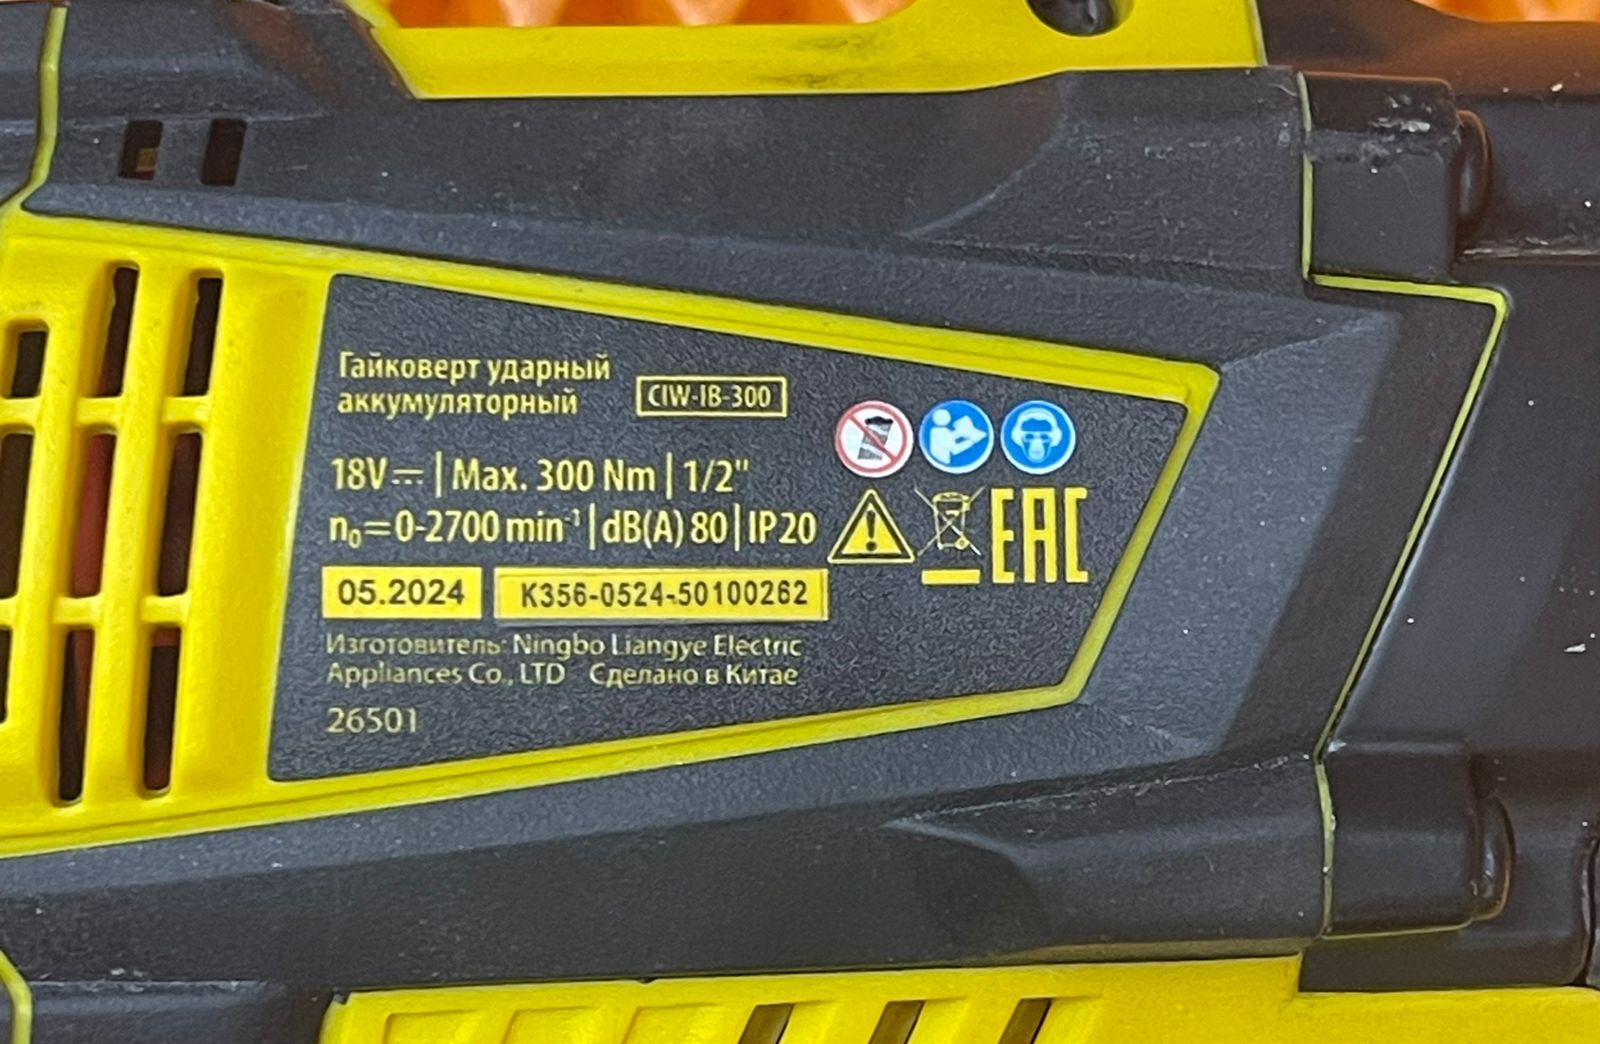 Гайковерт ударный
аккумуляторный
CIW-IB-300
18V⎓ | Max. 300 Nm | 1/2"
n₀=0-2700 min⁻¹ | dB(A) 80 | IP20
EAC
05.2024
K356-0524-50100262
Изготовитель: Ningbo Liangye Electric
Appliances Co., LTD Сделано в Китае
26501